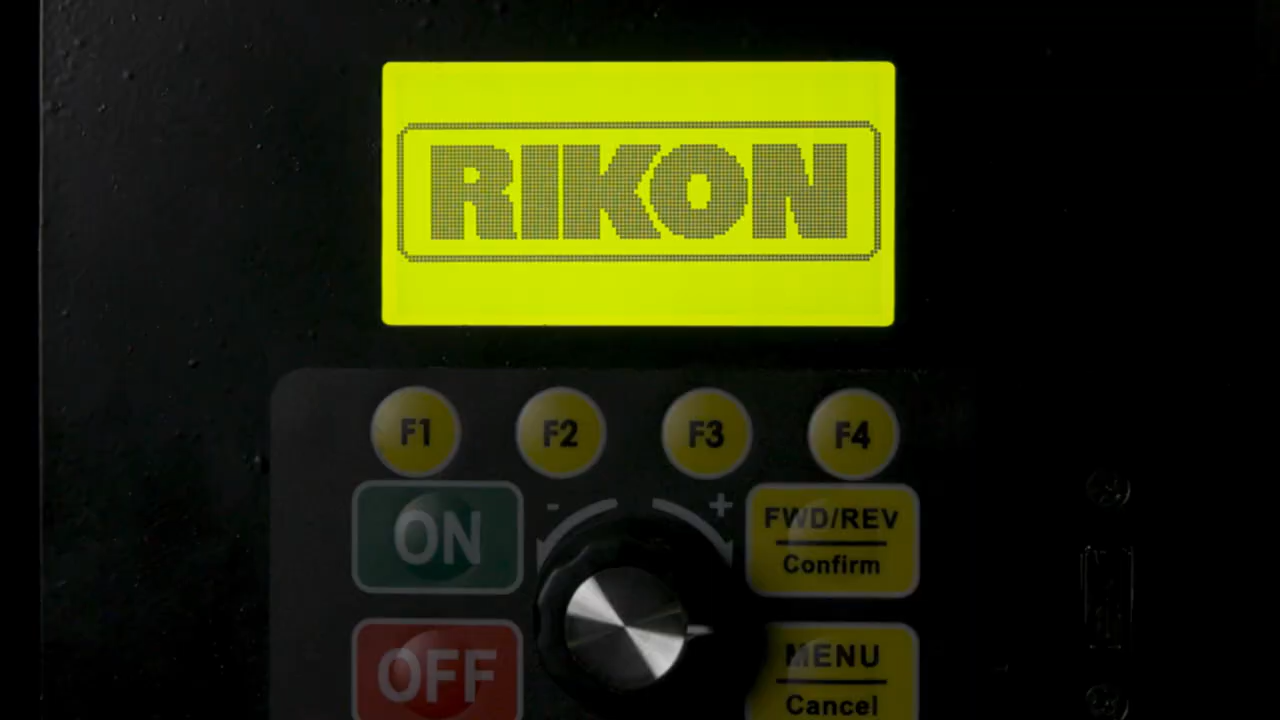 RIKON
F1 F2 F3 F4
ON
- +
FWD/REV
Confirm
OFF
MENU
Cancel